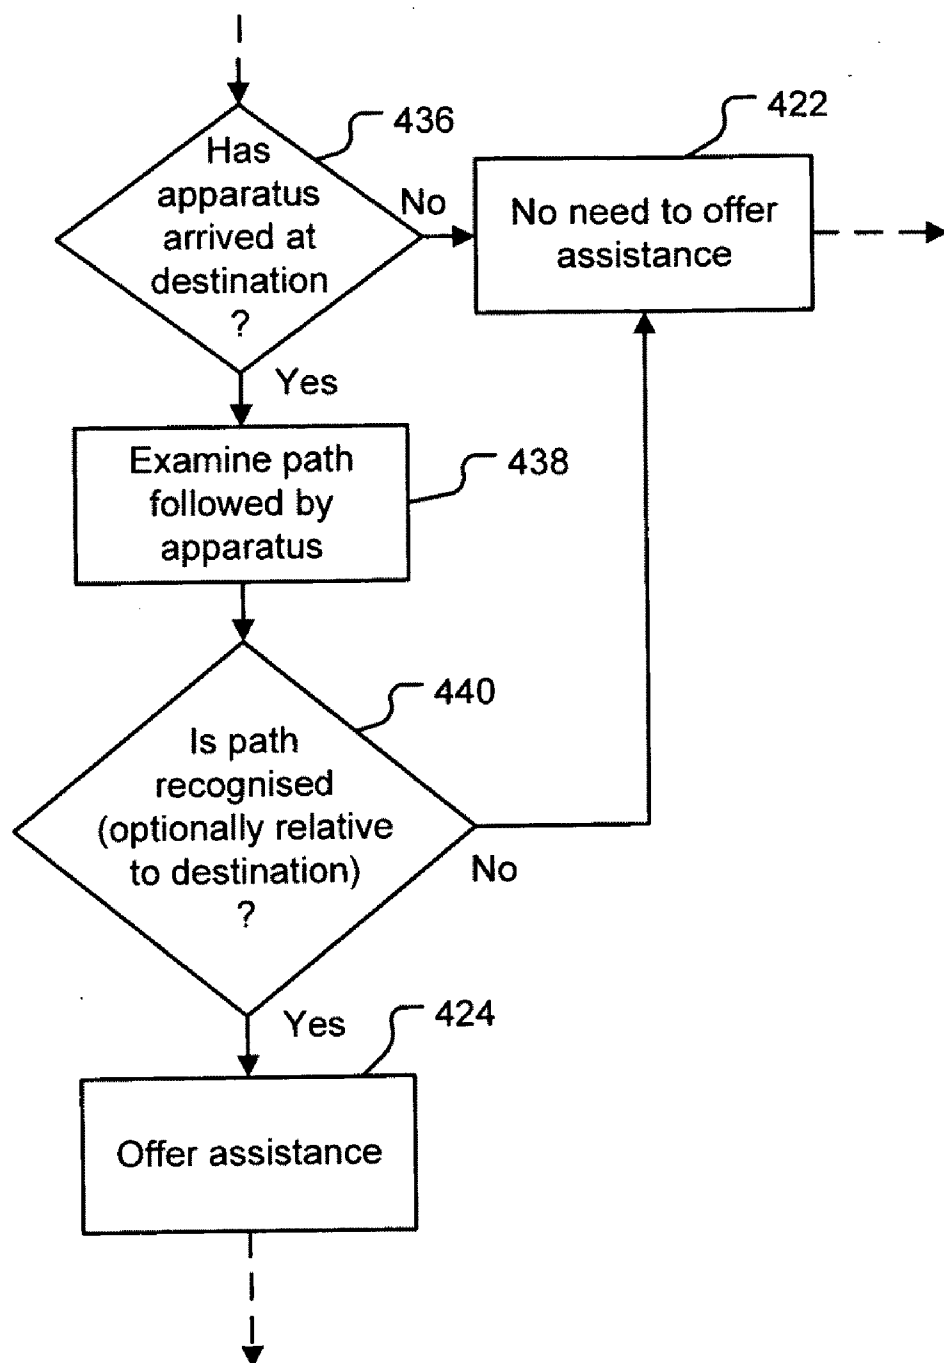 436
Has
apparatus
arrived at
destination
?
No
422
No need to offer
assistance
Yes
Examine path
followed by
apparatus
438
440
Is path
recognised
(optionally relative
to destination)
?
No
Yes
424
Offer assistance